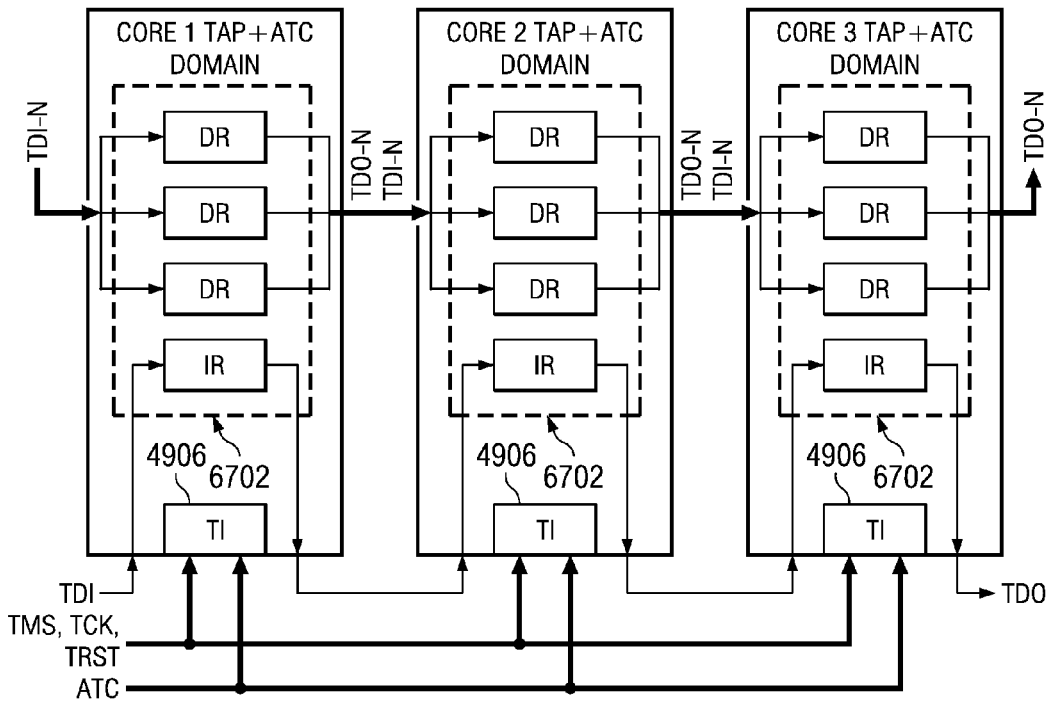 CORE 1 TAP+ATC
DOMAIN
CORE 2 TAP+ATC
DOMAIN
CORE 3 TAP+ATC
DOMAIN
TDI-N
DR
DR
DR
IR
TDO-N
TDI-N
DR
DR
DR
IR
TDO-N
TDI-N
DR
DR
DR
IR
TDO-N
4906
6702
TI
4906
6702
TI
4906
6702
TI
TDI
TDO
TMS, TCK,
TRST
ATC